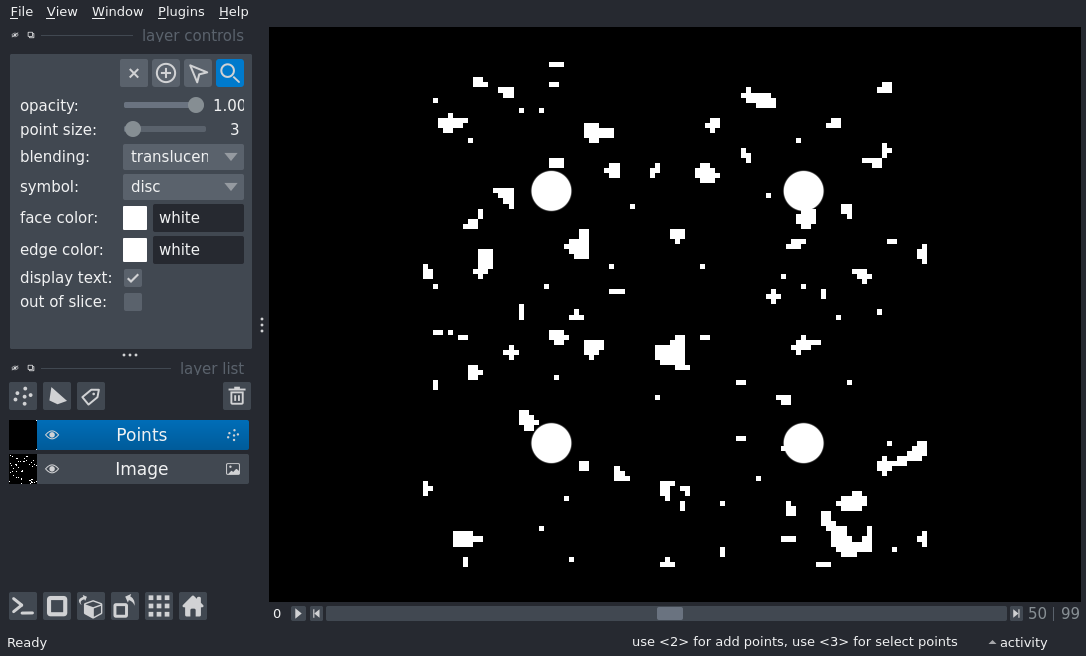 File View Window Plugins Help
layer controls
opacity: 1.00
point size: 3
blending: translucen
symbol: disc
face color: white
edge color: white
display text:
out of slice:
layer list
Points
Image
0 50 | 99
Ready use <2> for add points, use <3> for select points activity